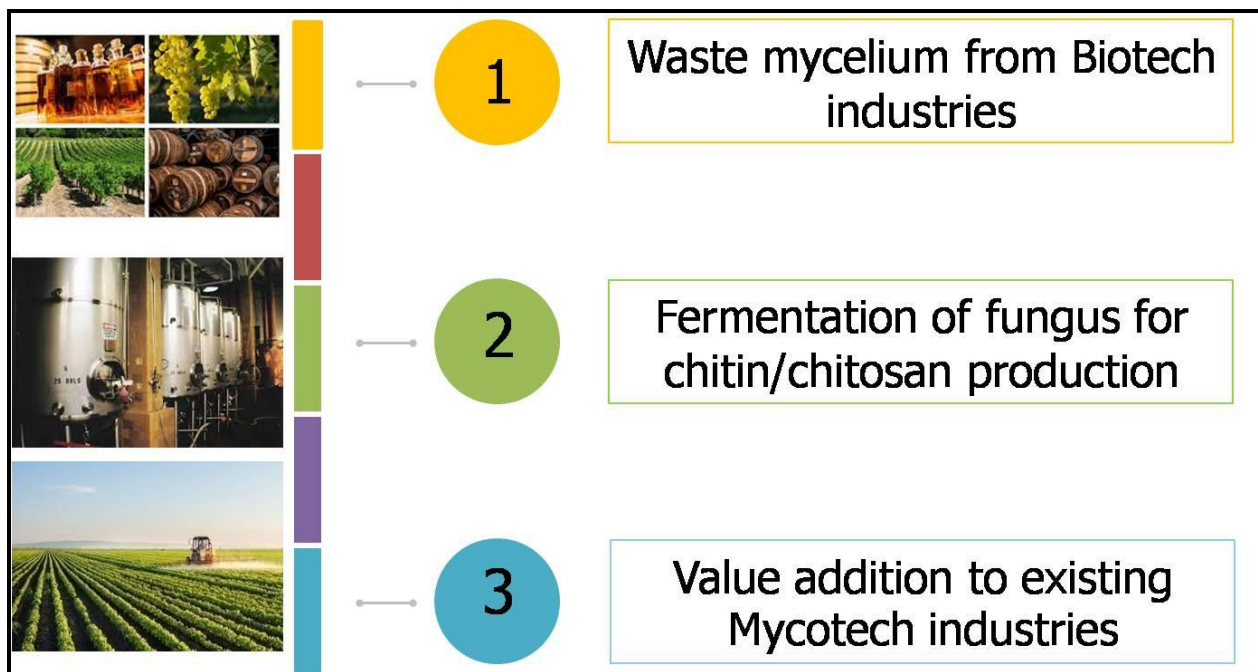 1
Waste mycelium from Biotech
industries
2
Fermentation of fungus for
chitin/chitosan production
3
Value addition to existing
Mycotech industries